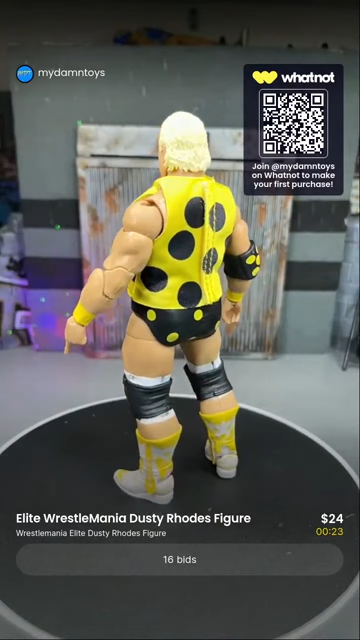 mydamntoys
whatnot
Join @mydamntoys
on Whatnot to make
your first purchase!
Elite WrestleMania Dusty Rhodes Figure
$24
Wrestlemania Elite Dusty Rhodes Figure
00:23
16 bids